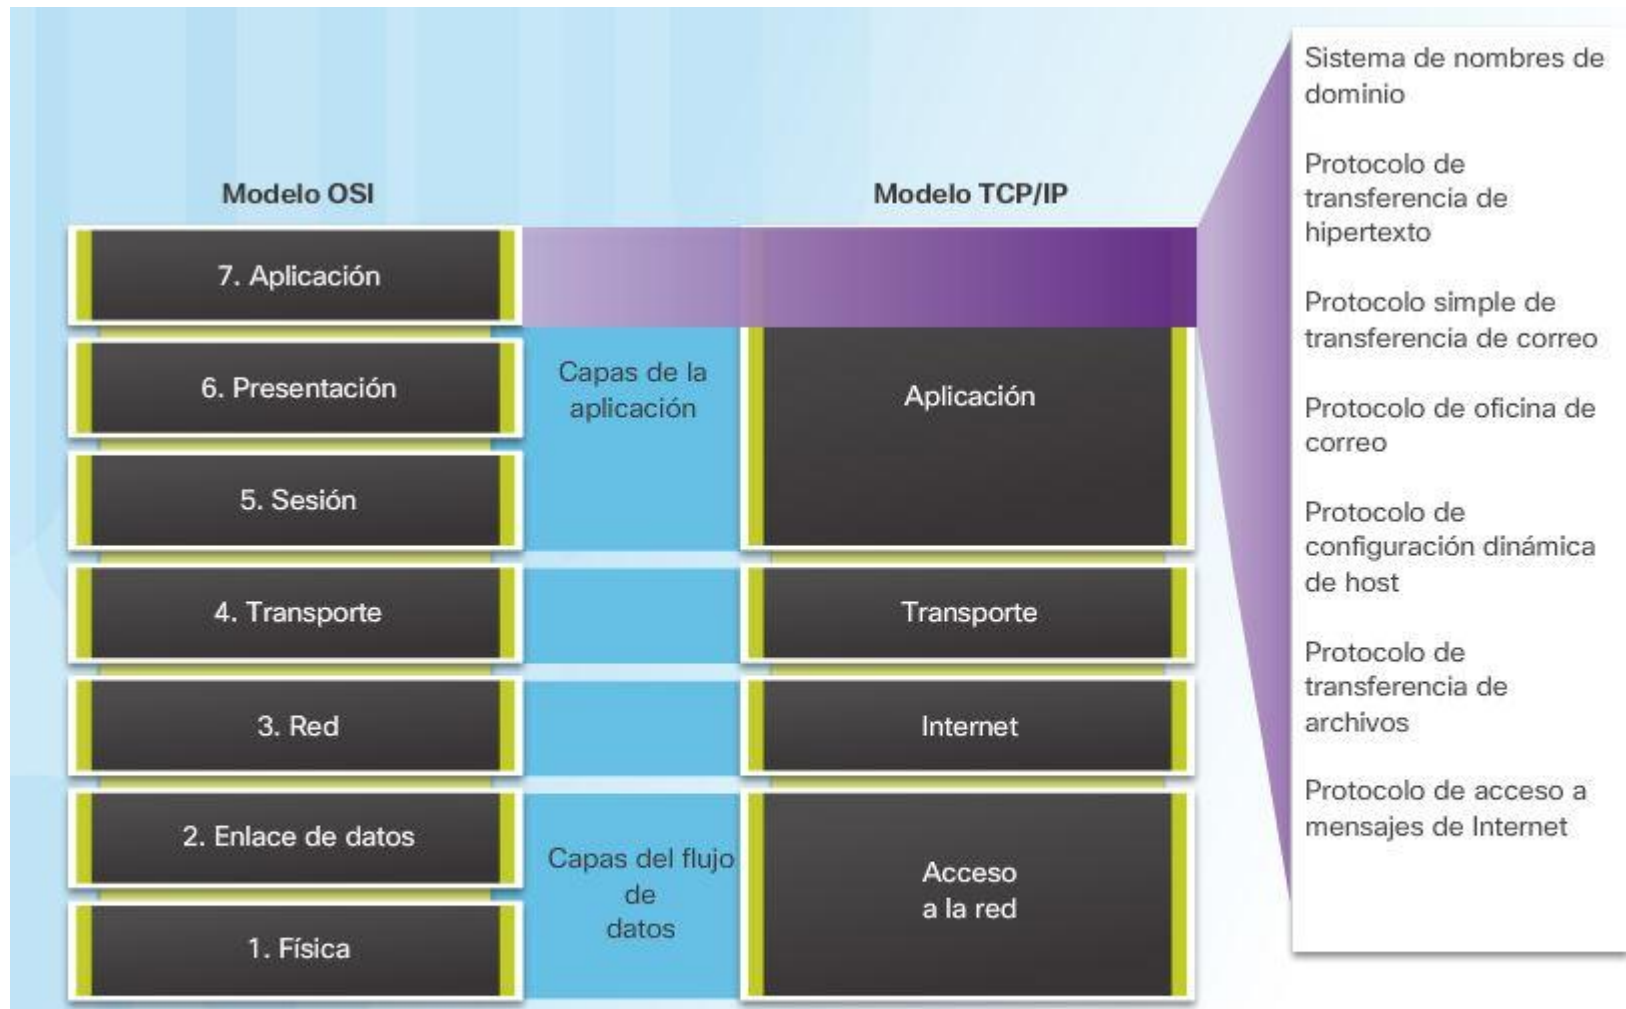 Modelo OSI
7. Aplicación
6. Presentación
5. Sesión
4. Transporte
3. Red
2. Enlace de datos
1. Física
Capas de la
aplicación
Capas del flujo
de
datos
Modelo TCP/IP
Aplicación
Transporte
Internet
Acceso
a la red
Sistema de nombres de
dominio
Protocolo de
transferencia de
hipertexto
Protocolo simple de
transferencia de correo
Protocolo de oficina de
correo
Protocolo de
configuración dinámica
de host
Protocolo de
transferencia de
archivos
Protocolo de acceso a
mensajes de Internet